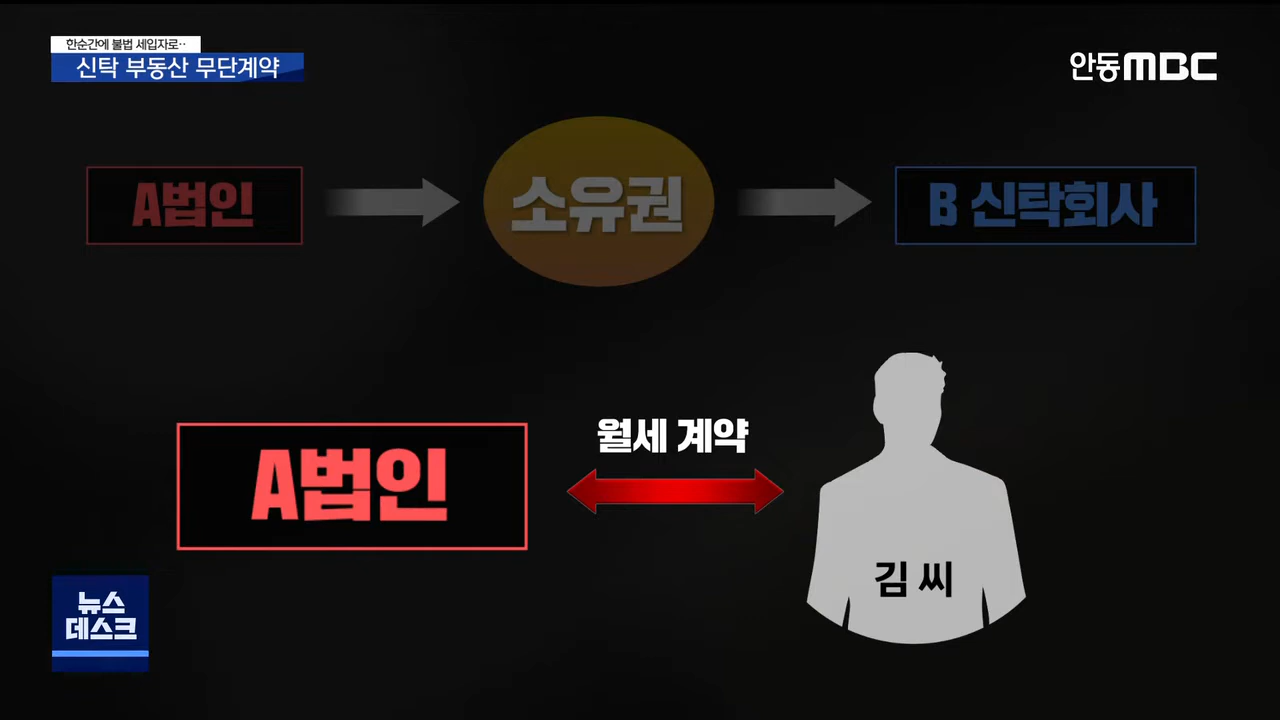 한순간에 불법 세입자로··
신탁 부동산 무단계약
안동MBC
A법인
소유권
B 신탁회사
월세 계약
A법인
김 씨
뉴스
데스크